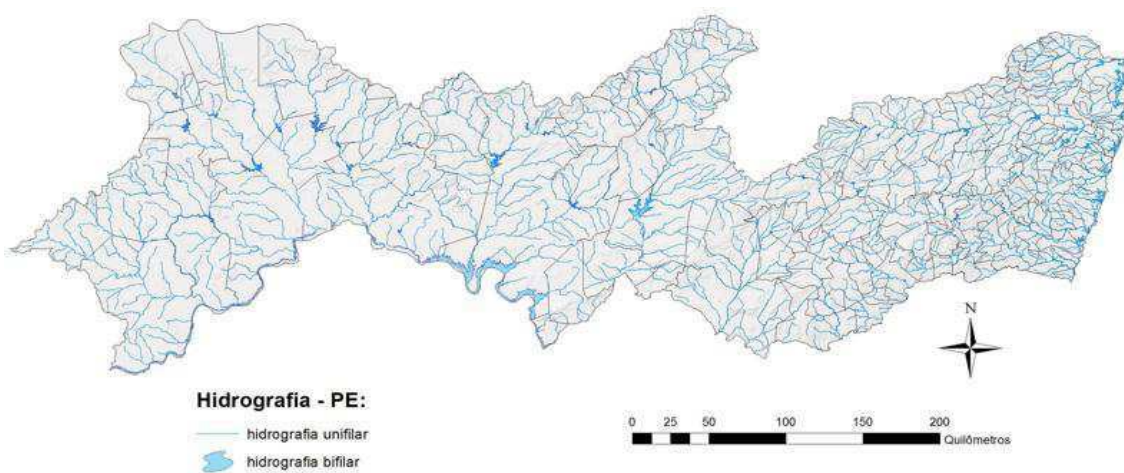 N
Hidrografia - PE:
hidrografia unifilar
hidrografia bifilar
0 25 50 100 150 200
Quilômetros